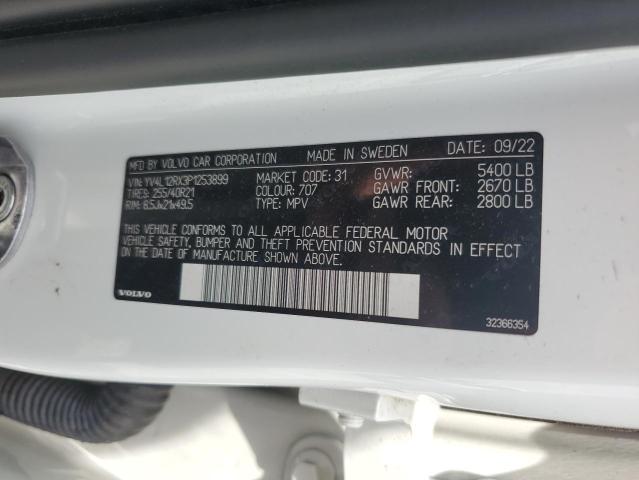 MFD BY VOLVO CAR CORPORATION MADE IN SWEDEN DATE: 09/22
VIN: YV4L12RX3P1253899 MARKET CODE: 31 GVWR: 5400 LB
TIRES: 255/40R21 COLOUR: 707 GAWR FRONT: 2670 LB
RIM: 8.5Jx21x49.5 TYPE: MPV GAWR REAR: 2800 LB
THIS VEHICLE CONFORMS TO ALL APPLICABLE FEDERAL MOTOR
VEHICLE SAFETY, BUMPER AND THEFT PREVENTION STANDARDS IN EFFECT
ON THE DATE OF MANUFACTURE SHOWN ABOVE.
VOLVO
32366354